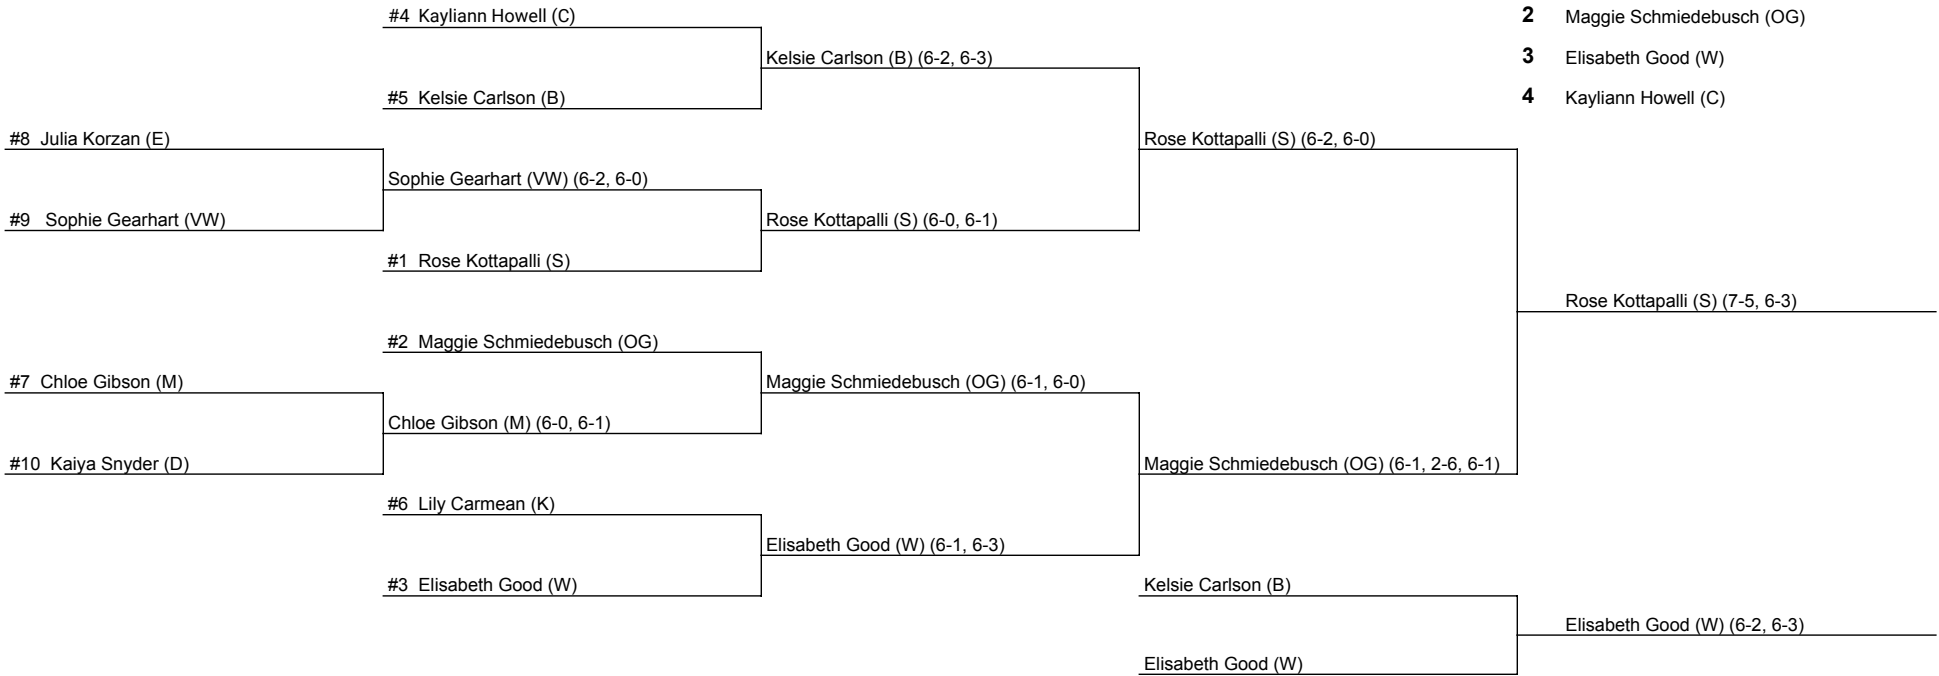 #4 Kayliann Howell (C)
2 Maggie Schmiedebusch (OG)
Kelsie Carlson (B) (6-2, 6-3)
3 Elisabeth Good (W)
#5 Kelsie Carlson (B)
4 Kayliann Howell (C)
#8 Julia Korzan (E)
Rose Kottapalli (S) (6-2, 6-0)
Sophie Gearhart (VW) (6-2, 6-0)
#9 Sophie Gearhart (VW)
Rose Kottapalli (S) (6-0, 6-1)
#1 Rose Kottapalli (S)
Rose Kottapalli (S) (7-5, 6-3)
#2 Maggie Schmiedebusch (OG)
#7 Chloe Gibson (M)
Maggie Schmiedebusch (OG) (6-1, 6-0)
Chloe Gibson (M) (6-0, 6-1)
#10 Kaiya Snyder (D)
Maggie Schmiedebusch (OG) (6-1, 2-6, 6-1)
#6 Lily Carmean (K)
Elisabeth Good (W) (6-1, 6-3)
#3 Elisabeth Good (W)
Kelsie Carlson (B)
Elisabeth Good (W) (6-2, 6-3)
Elisabeth Good (W)